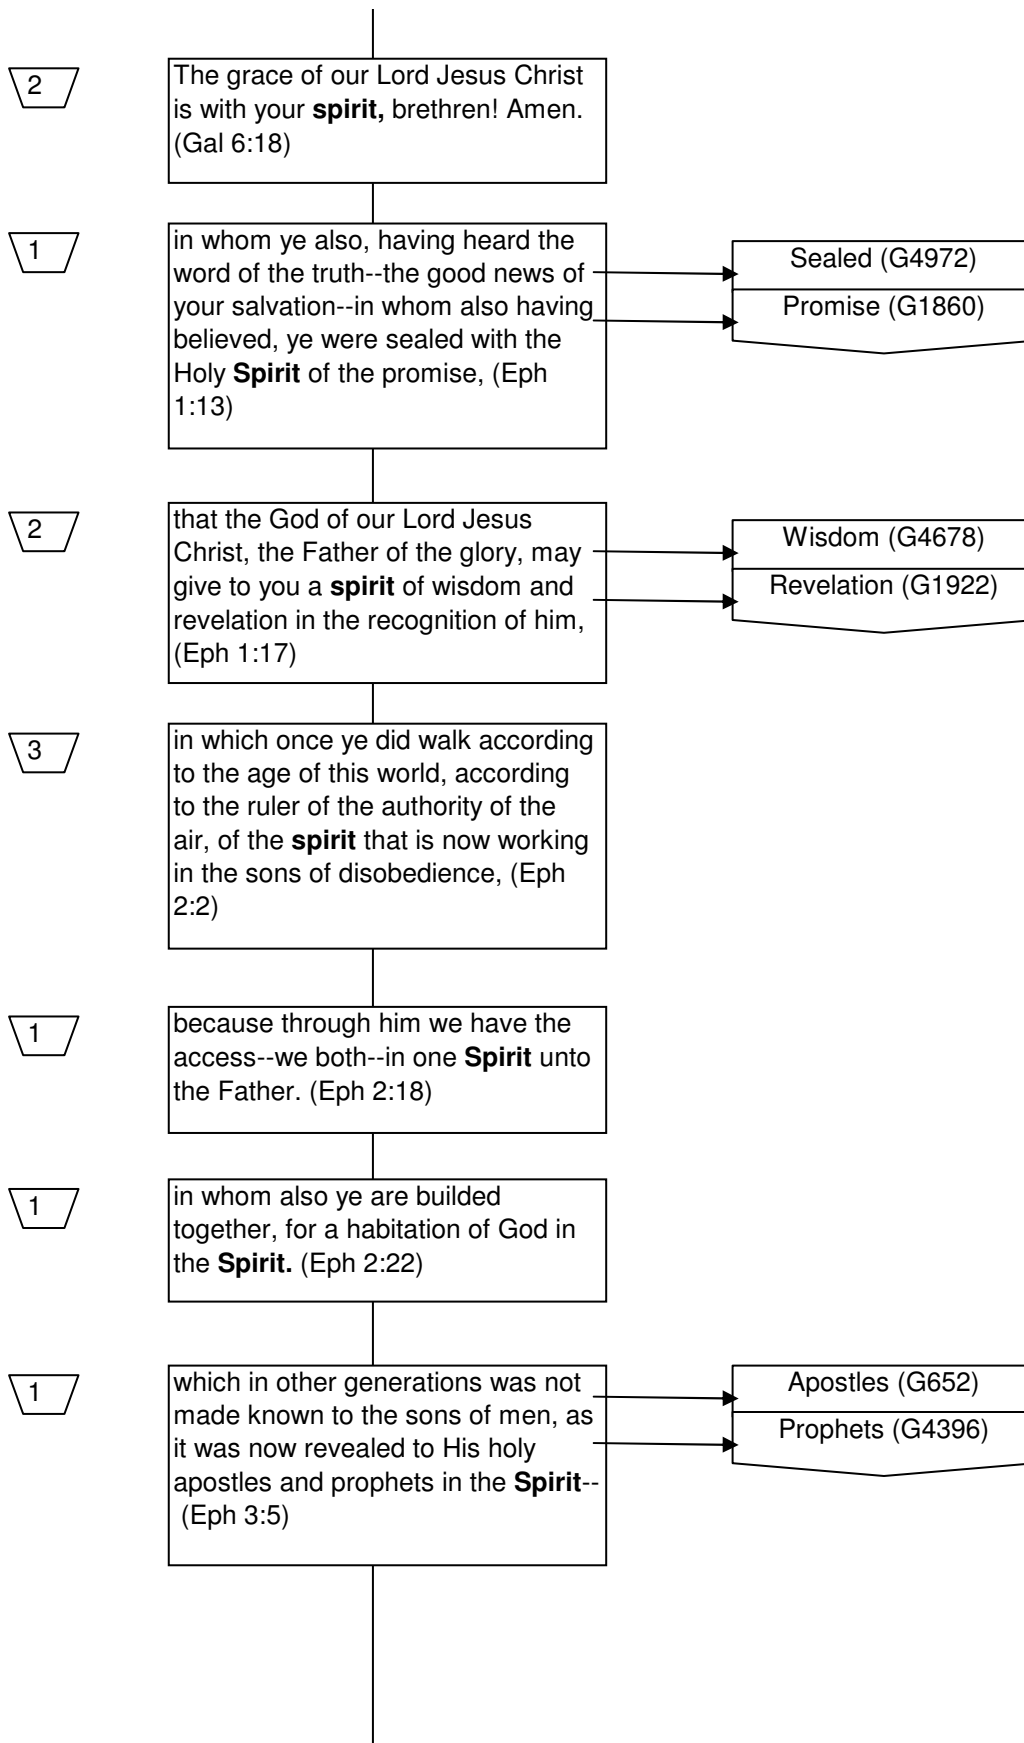 2
The grace of our Lord Jesus Christ
is with your spirit, brethren! Amen.
(Gal 6:18)
1
in whom ye also, having heard the
word of the truth--the good news of
your salvation--in whom also having
believed, ye were sealed with the
Holy Spirit of the promise, (Eph
1:13)
Sealed (G4972)
Promise (G1860)
2
that the God of our Lord Jesus
Christ, the Father of the glory, may
give to you a spirit of wisdom and
revelation in the recognition of him,
(Eph 1:17)
Wisdom (G4678)
Revelation (G1922)
3
in which once ye did walk according
to the age of this world, according
to the ruler of the authority of the
air, of the spirit that is now working
in the sons of disobedience, (Eph
2:2)
1
because through him we have the
access--we both--in one Spirit unto
the Father. (Eph 2:18)
1
in whom also ye are builded
together, for a habitation of God in
the Spirit. (Eph 2:22)
1
which in other generations was not
made known to the sons of men, as
it was now revealed to His holy
apostles and prophets in the Spirit--
(Eph 3:5)
Apostles (G652)
Prophets (G4396)